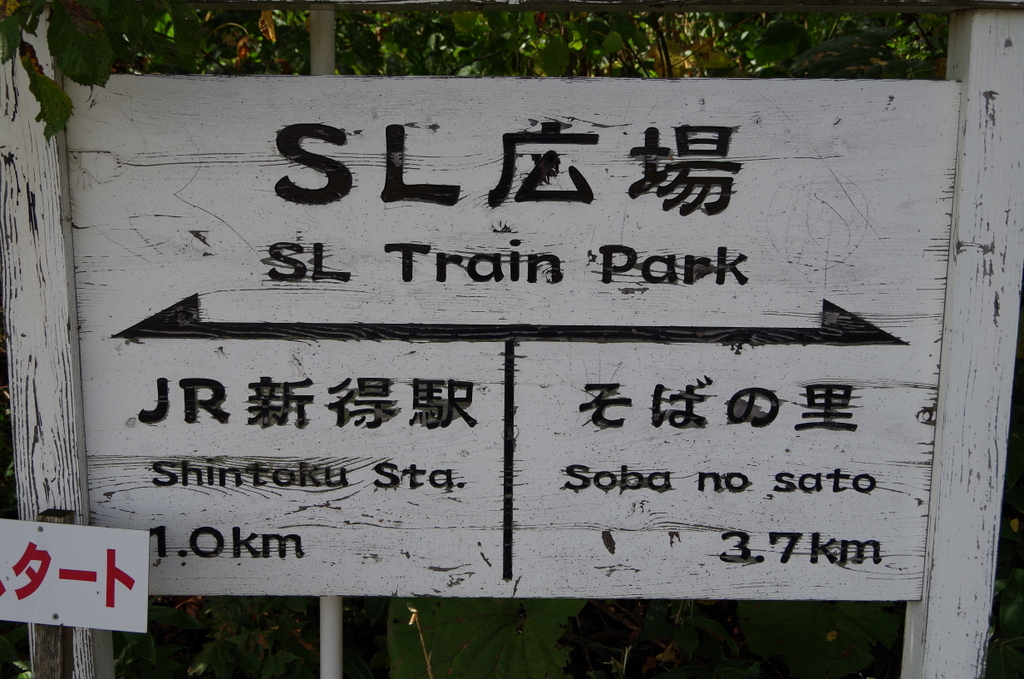 SL広場
SL Train Park
JR新得駅
Shintoku Sta.
1.0km
そばの里
Soba no sato
3.7km
スタート